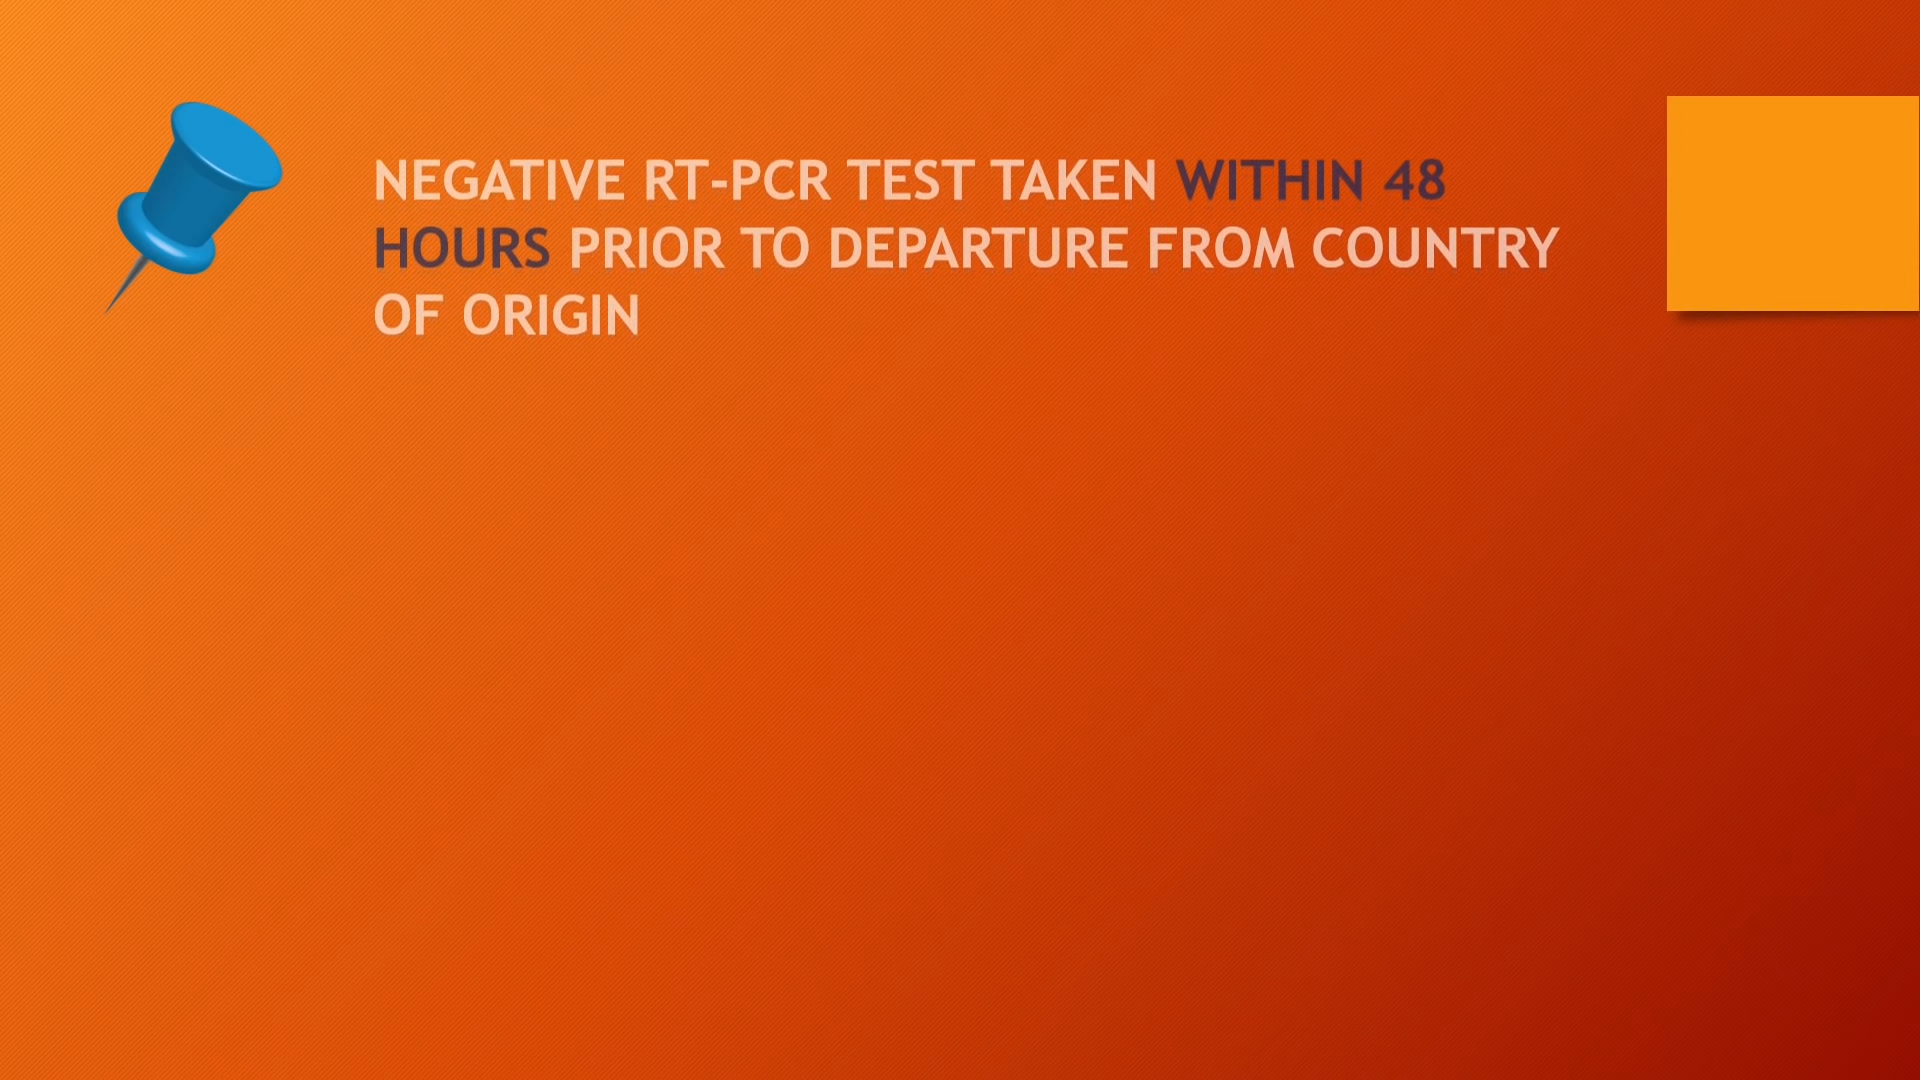 NEGATIVE RT-PCR TEST TAKEN WITHIN 48
HOURS PRIOR TO DEPARTURE FROM COUNTRY
OF ORIGIN